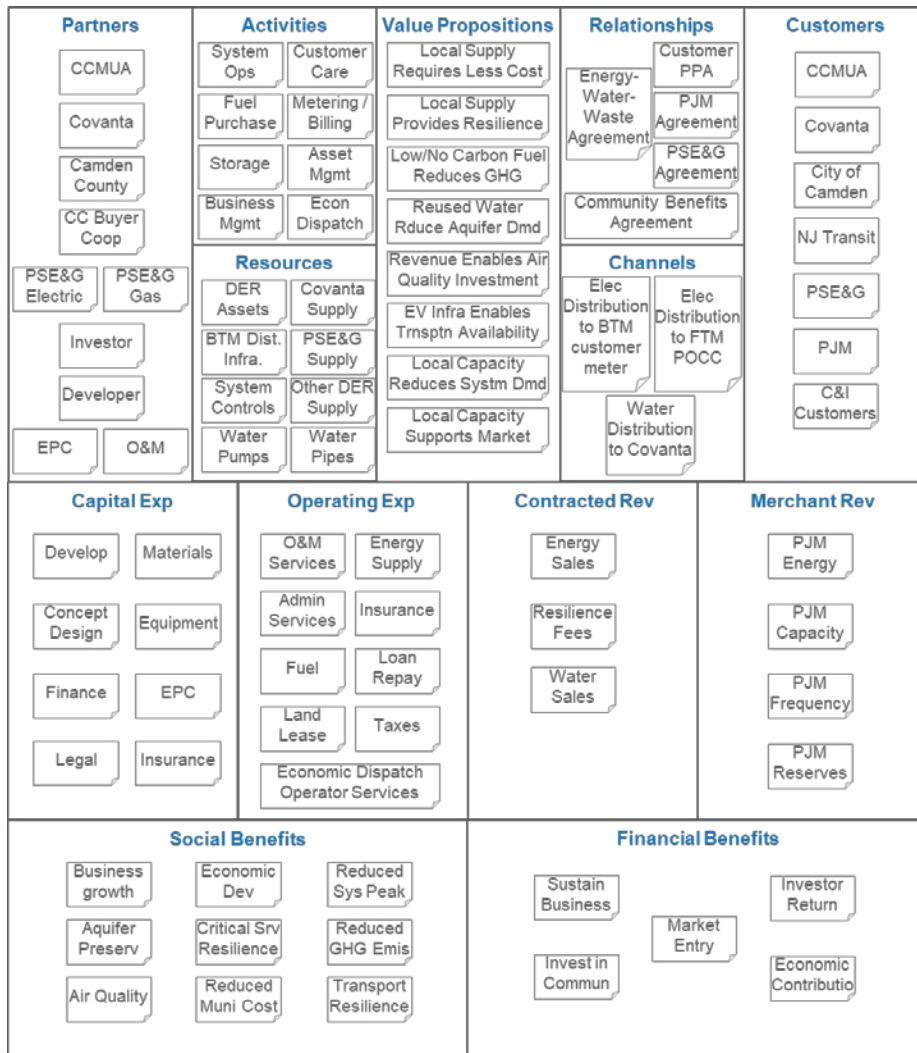 Partners
CCMUA
Covanta
Camden
County
CC Buyer
Coop
PSE&G
Electric
PSE&G
Gas
Investor
Developer
EPC
O&M
Activities
System
Ops
Customer
Care
Fuel
Purchase
Metering /
Billing
Storage
Asset
Mgmt
Business
Mgmt
Econ
Dispatch
Resources
DER
Assets
Covanta
Supply
BTM Dist.
Infra.
PSE&G
Supply
System
Controls
Other DER
Supply
Water
Pumps
Water
Pipes
Value Propositions
Local Supply
Requires Less Cost
Local Supply
Provides Resilience
Low/No Carbon Fuel
Reduces GHG
Reused Water
Rduce Aquifer Dmd
Revenue Enables Air
Quality Investment
EV Infra Enables
Trnsptn Availability
Local Capacity
Reduces Systm Dmd
Local Capacity
Supports Market
Relationships
Energy-
Water-
Waste
Agreement
Customer
PPA
PJM
Agreement
PSE&G
Agreement
Community Benefits
Agreement
Channels
Elec
Distribution
to BTM
customer
meter
Elec
Distribution
to FTM
POCC
Water
Distribution
to Covanta
Customers
CCMUA
Covanta
City of
Camden
NJ Transit
PSE&G
PJM
C&I
Customers
Capital Exp
Develop
Materials
Concept
Design
Equipment
Finance
EPC
Legal
Insurance
Operating Exp
O&M
Services
Energy
Supply
Admin
Services
Insurance
Fuel
Loan
Repay
Land
Lease
Taxes
Economic Dispatch
Operator Services
Contracted Rev
Energy
Sales
Resilience
Fees
Water
Sales
Merchant Rev
PJM
Energy
PJM
Capacity
PJM
Frequency
PJM
Reserves
Social Benefits
Business
growth
Economic
Dev
Reduced
Sys Peak
Aquifer
Preserv
Critical Srv
Resilience
Reduced
GHG Emis
Air Quality
Reduced
Muni Cost
Transport
Resilience
Financial Benefits
Sustain
Business
Investor
Return
Market
Entry
Invest in
Commun
Economic
Contributio